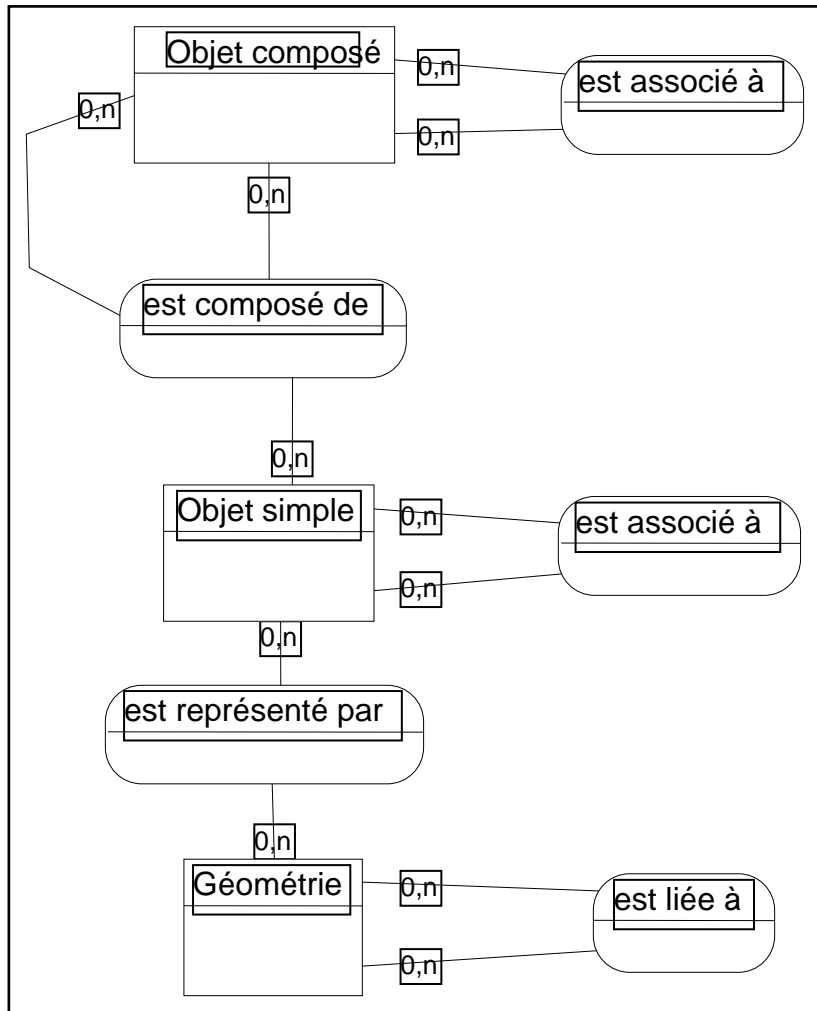 Objet composé
0,n
est associé à
0,n
0,n
0,n
est composé de
0,n
Objet simple
0,n
est associé à
0,n
0,n
est représenté par
0,n
Géométrie
0,n
est liée à
0,n